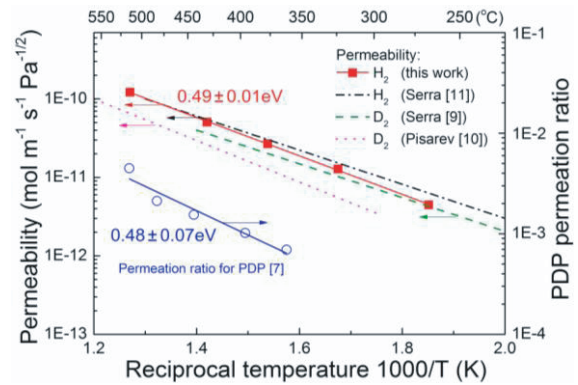 550 500 450 400 350 300 250 (°C)
Permeability (mol m⁻¹ s⁻¹ Pa⁻¹/²)
1E-10
1E-11
1E-12
1E-13
Permeability:
H₂ (this work)
H₂ (Serra [11])
D₂ (Serra [9])
D₂ (Pisarev [10])
0.49±0.01eV
0.48±0.07eV
Permeation ratio for PDP [7]
1E-1
1E-2
1E-3
1E-4
PDP permeation ratio
1.2 1.4 1.6 1.8 2.0
Reciprocal temperature 1000/T (K)